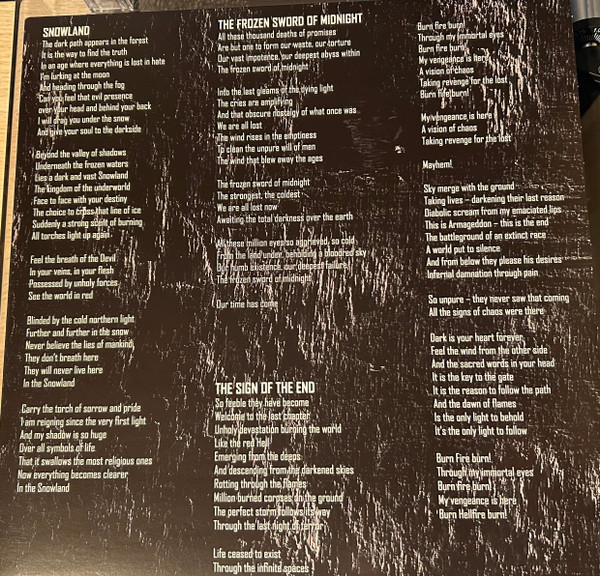 SNOWLAND
The dark path appears in the forest
It is the way to find the truth
In an age where everything is lost in hate
I'm lurking at the moon
And heading through the fog
Can you feel that evil presence
over your head and behind your back
I will drag you under the snow
And give your soul to the darkside

Beyond the valley of shadows
Underneath the frozen waters
Lies a dark and vast Snowland
The kingdom of the underworld
Face to face with your destiny
The choice to cross that line of ice
Suddenly a strong scent of burning
All torches light up again

Feel the breath of the Devil
In your veins, in your flesh
Possessed by unholy forces
See the world in red

Blinded by the cold northern light
Further and further in the snow
Never believe the lies of mankind
They don't breath here
They will never live here
In the Snowland

Carry the torch of sorrow and pride
I am reigning since the very first light
And my shadow is so huge
Over all symbols of life
That it swallows the most religious ones
Now everything becomes clearer
In the Snowland

THE FROZEN SWORD OF MIDNIGHT
All these thousand deaths of promises
Are but one to form our waste, our torture
Our vast impotence, our deepest abyss within
The frozen sword of midnight

Into the last gleams of the dying light
The cries are amplifying
And that obscure nostalgy of what once was
We are all lost
The wind rises in the emptiness
To clean the unpure will of men
The wind that blew away the ages

The frozen sword of midnight
The strongest, the coldest
We are all lost now
Awaiting the total darkness over the earth

All these million eyes so aggrieved, so cold
From the land under, beholding a bloodred sky
Our numb existence, our deepest failure
The frozen sword of midnight

Our time has come

THE SIGN OF THE END
So feeble they have become
Welcome to the last chapter
Unholy devastation burning the world
Like the red Hell
Emerging from the deeps
And descending from the darkened skies
Rotting through the flames
Million burned corpses on the ground
The perfect storm follows its way
Through the last night of terror

Life ceased to exist
Through the infinite spaces

Burn fire burn!
Through my immortal eyes
Burn fire burn!
My vengeance is here
A vision of chaos
Taking revenge for the lost
Burn fire burn!

My vengeance is here
A vision of chaos
Taking revenge for the lost

Mayhem!

Sky merge with the ground
Taking lives – darkening their last reason
Diabolic scream from my emaciated lips
This is Armageddon – this is the end
The battleground of an extinct race
A world put to silence
And from below they please his desires
Infernal damnation through pain

So unpure – they never saw that coming
All the signs of chaos were there

Dark is your heart forever
Feel the wind from the other side
And the sacred words in your head
It is the key to the gate
It is the reason to follow the path
And the dawn of flames
Is the only light to behold
It's the only light to follow

Burn Fire burn!
Through my immortal eyes
Burn fire burn!
My vengeance is here
Burn Hellfire burn!